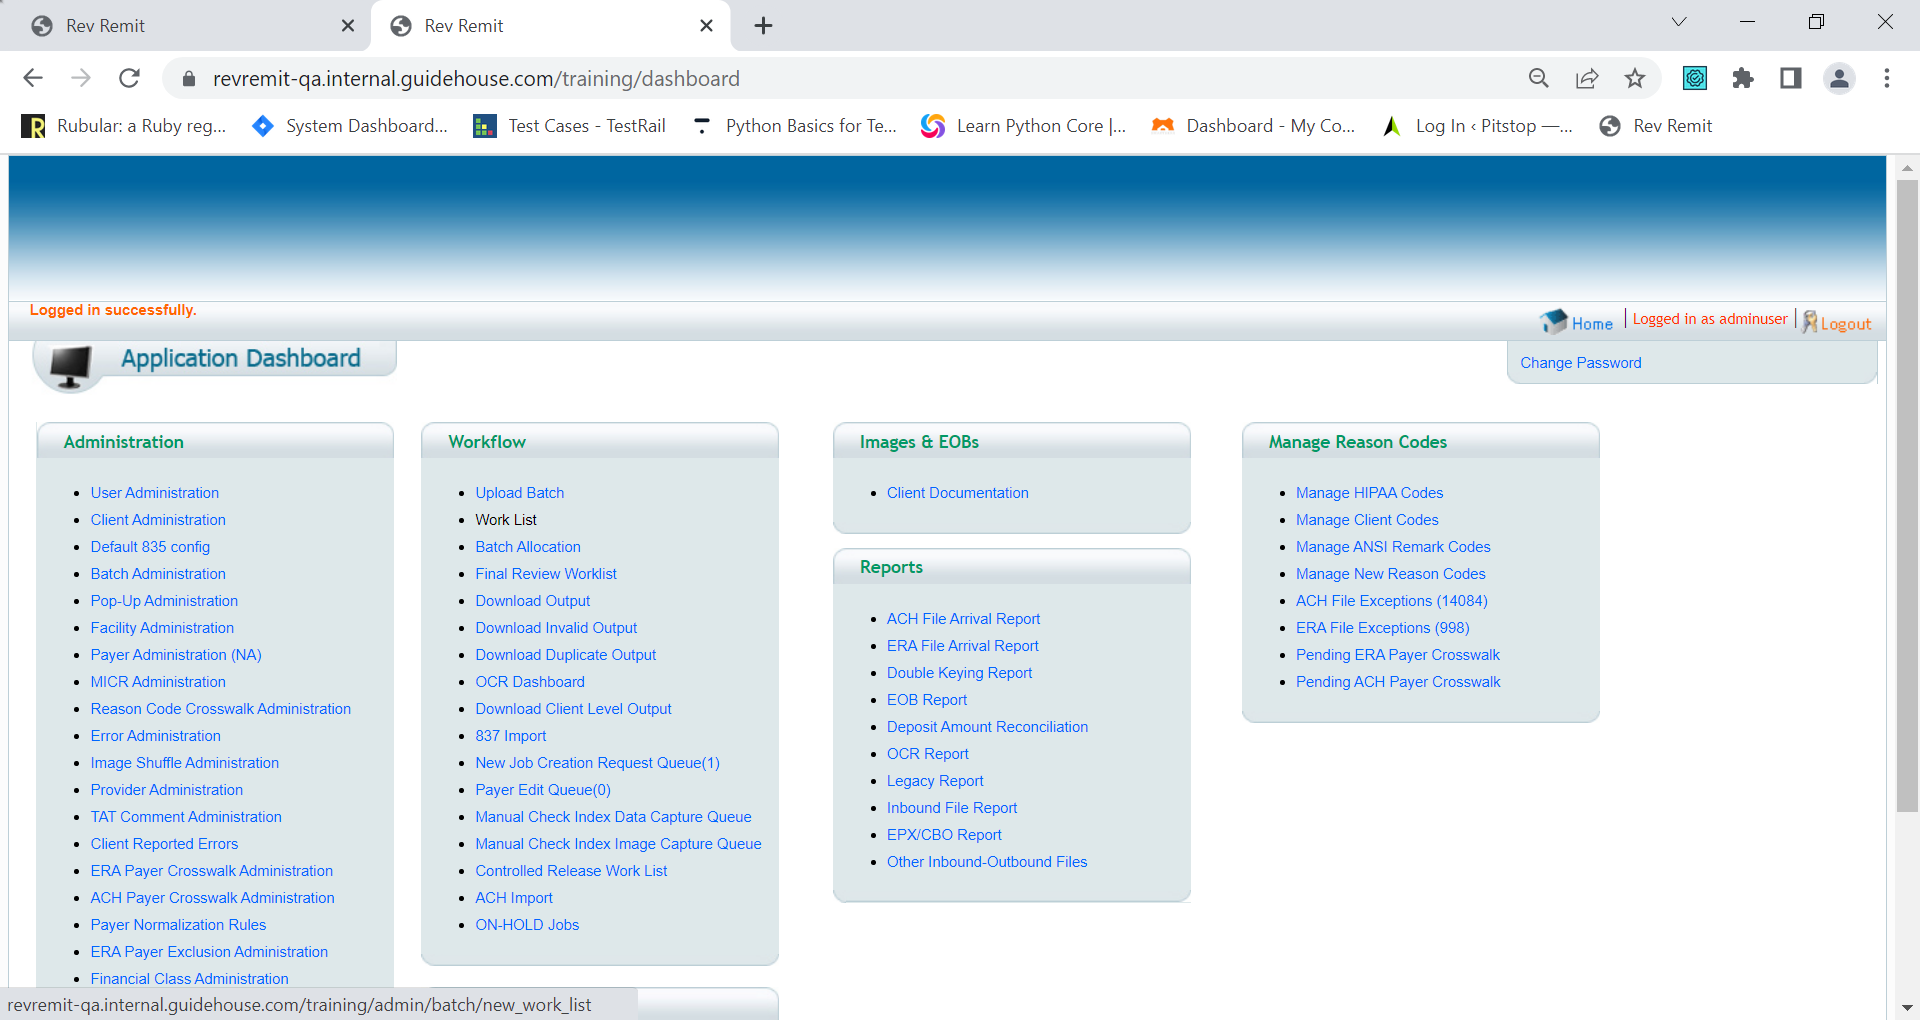 Rev Remit
Rev Remit
revremit-qa.internal.guidehouse.com/training/dashboard
Rubular: a Ruby reg...
System Dashboard...
Test Cases - TestRail
Python Basics for Te...
Learn Python Core |...
Dashboard - My Co...
Log In ‹ Pitstop —...
Rev Remit
Logged in successfully.
Home
Logged in as adminuser
Logout
Application Dashboard
Change Password
Administration
User Administration
Client Administration
Default 835 config
Batch Administration
Pop-Up Administration
Facility Administration
Payer Administration (NA)
MICR Administration
Reason Code Crosswalk Administration
Error Administration
Image Shuffle Administration
Provider Administration
TAT Comment Administration
Client Reported Errors
ERA Payer Crosswalk Administration
ACH Payer Crosswalk Administration
Payer Normalization Rules
ERA Payer Exclusion Administration
Financial Class Administration
Workflow
Upload Batch
Work List
Batch Allocation
Final Review Worklist
Download Output
Download Invalid Output
Download Duplicate Output
OCR Dashboard
Download Client Level Output
837 Import
New Job Creation Request Queue(1)
Payer Edit Queue(0)
Manual Check Index Data Capture Queue
Manual Check Index Image Capture Queue
Controlled Release Work List
ACH Import
ON-HOLD Jobs
Images & EOBs
Client Documentation
Reports
ACH File Arrival Report
ERA File Arrival Report
Double Keying Report
EOB Report
Deposit Amount Reconciliation
OCR Report
Legacy Report
Inbound File Report
EPX/CBO Report
Other Inbound-Outbound Files
Manage Reason Codes
Manage HIPAA Codes
Manage Client Codes
Manage ANSI Remark Codes
Manage New Reason Codes
ACH File Exceptions (14084)
ERA File Exceptions (998)
Pending ERA Payer Crosswalk
Pending ACH Payer Crosswalk
revremit-qa.internal.guidehouse.com/training/admin/batch/new_work_list